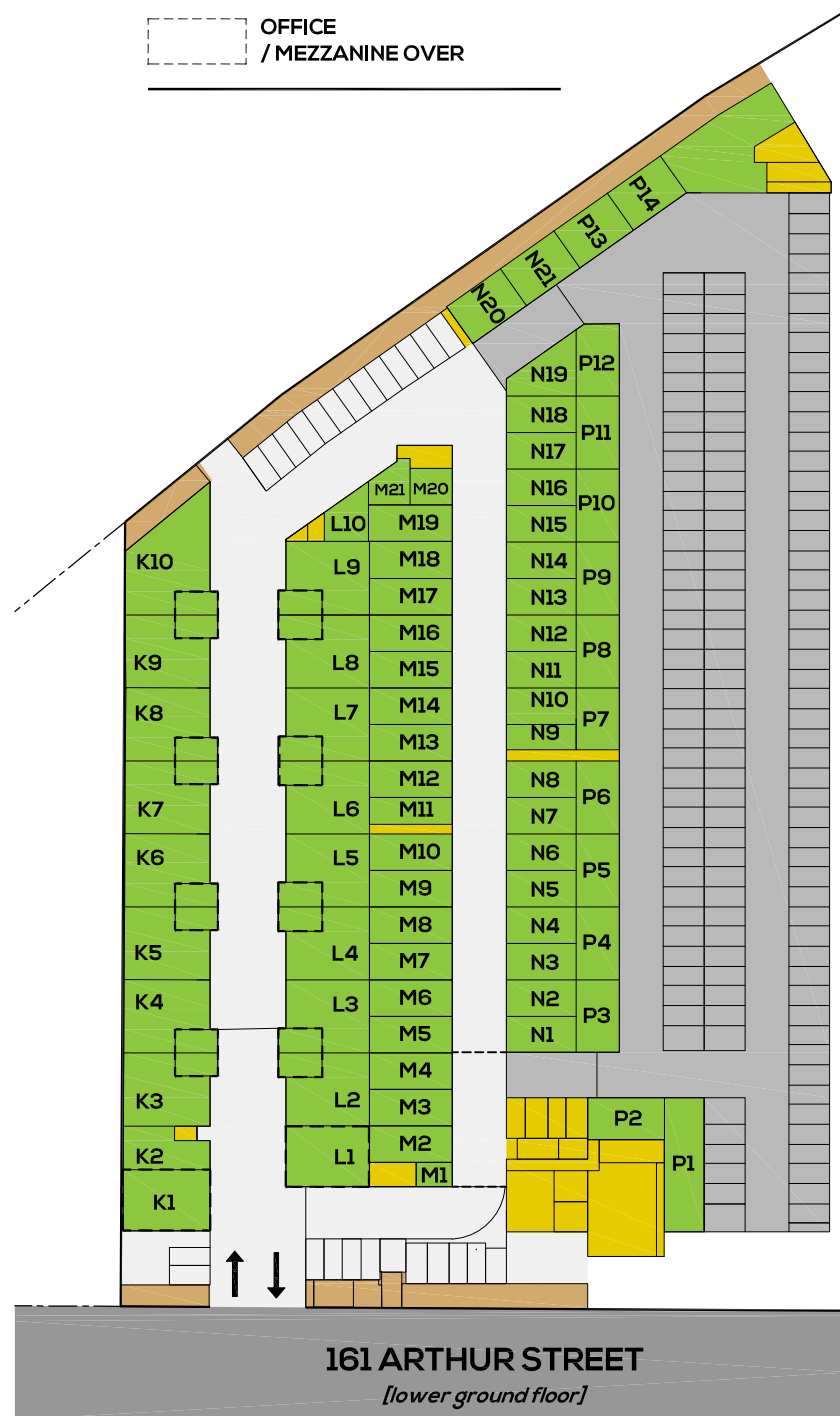 OFFICE
/ MEZZANINE OVER
P14
P13
N21
N20
P12
N19
N18
P11
N17
N16
P10
N15
N14
P9
N13
N12
P8
N11
N10
P7
N9
N8
P6
N7
N6
P5
N5
N4
P4
N3
N2
P3
N1
M21
M20
L10
M19
M18
L9
M17
M16
L8
M15
M14
L7
M13
M12
L6
M11
M10
L5
M9
M8
L4
M7
M6
L3
M5
M4
L2
M3
M2
L1
M1
K10
K9
K8
K7
K6
K5
K4
K3
K2
K1
P2
P1
161 ARTHUR STREET
[lower ground floor]